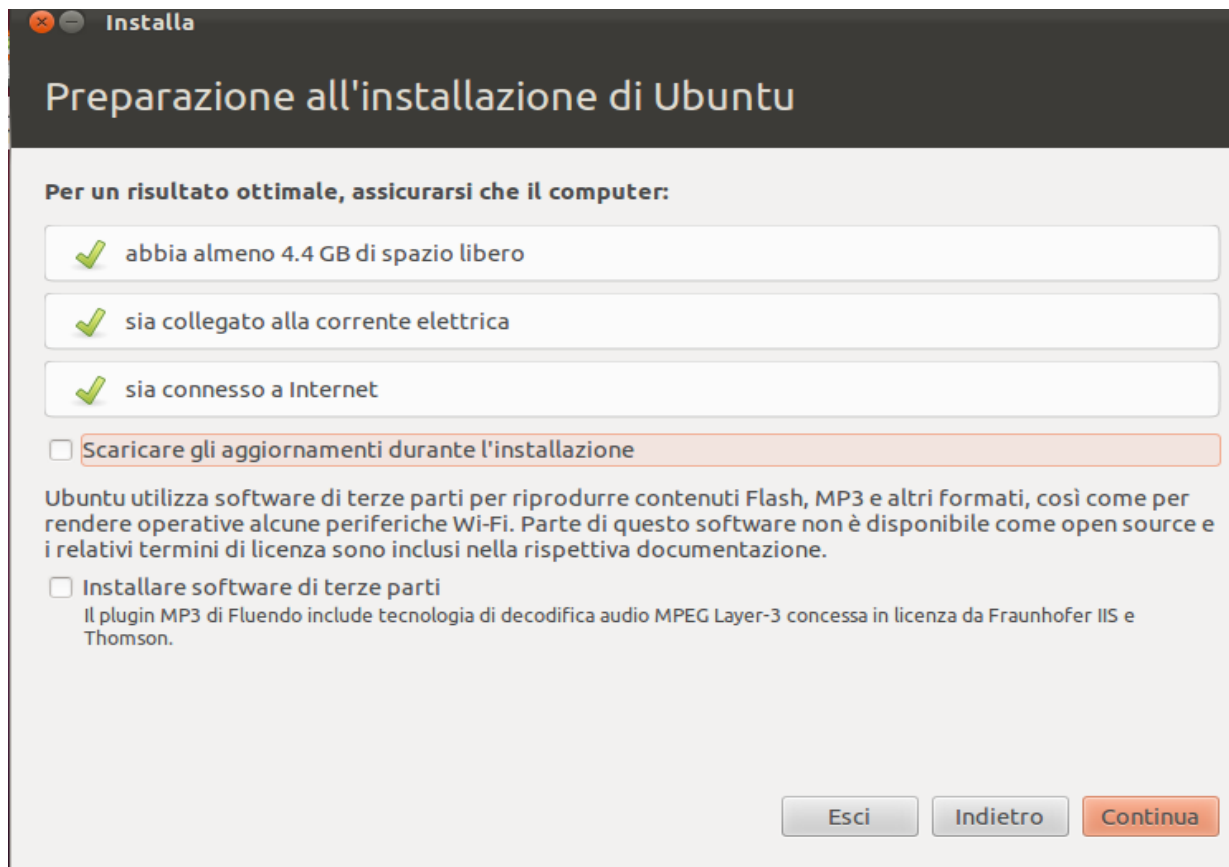 Installa
Preparazione all'installazione di Ubuntu
Per un risultato ottimale, assicurarsi che il computer:
abbia almeno 4.4 GB di spazio libero
sia collegato alla corrente elettrica
sia connesso a Internet
Scaricare gli aggiornamenti durante l'installazione
Ubuntu utilizza software di terze parti per riprodurre contenuti Flash, MP3 e altri formati, così come per
rendere operative alcune periferiche Wi-Fi. Parte di questo software non è disponibile come open source e
i relativi termini di licenza sono inclusi nella rispettiva documentazione.
Installare software di terze parti
Il plugin MP3 di Fluendo include tecnologia di decodifica audio MPEG Layer-3 concessa in licenza da Fraunhofer IIS e
Thomson.
Esci Indietro Continua